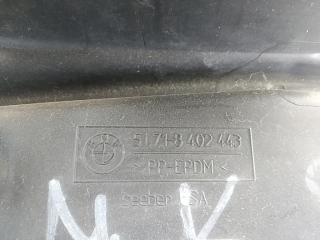 51.71-8 402 443
>PP-EPDM<
seeber USA
N K